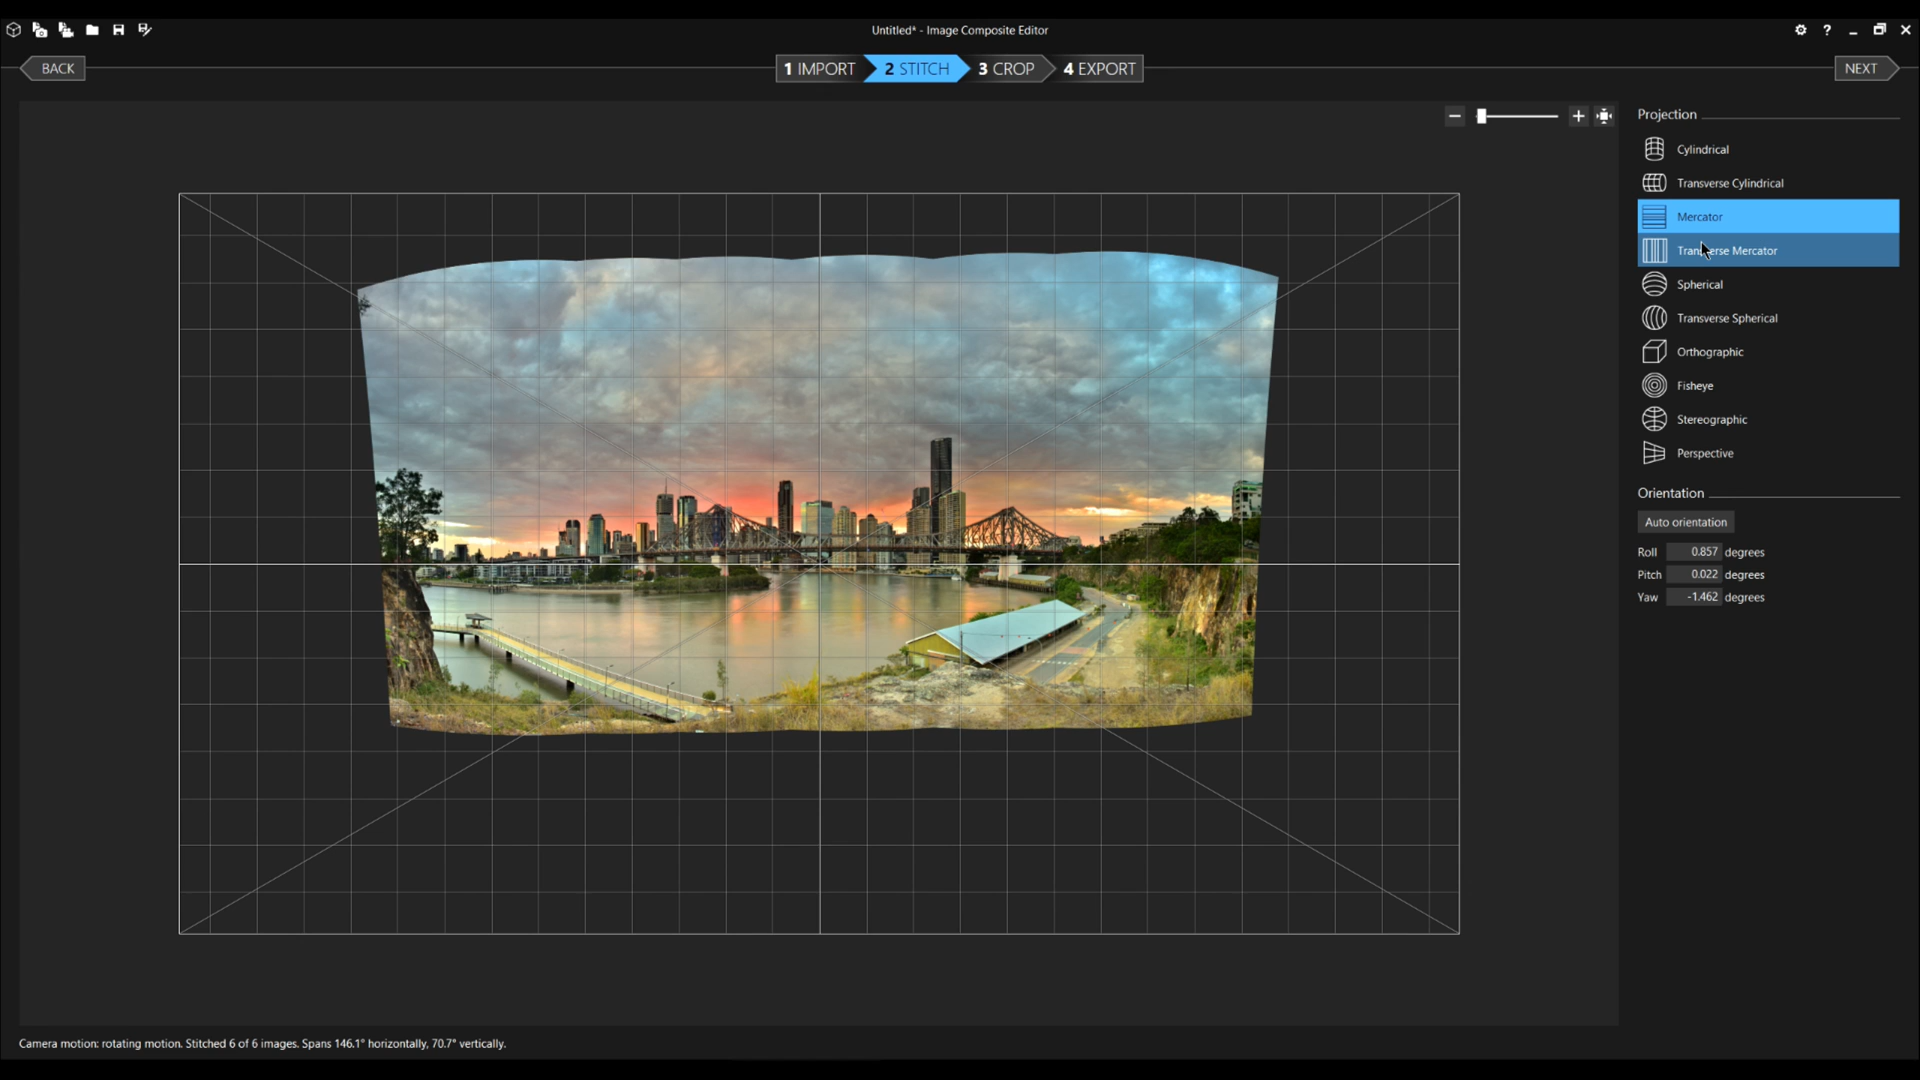 Untitled* - Image Composite Editor
?
BACK
1 IMPORT
2 STITCH
3 CROP
4 EXPORT
NEXT
Projection
Cylindrical
Transverse Cylindrical
Mercator
Transverse Mercator
Spherical
Transverse Spherical
Orthographic
Fisheye
Stereographic
Perspective
Orientation
Auto orientation
Roll 0.857 degrees
Pitch 0.022 degrees
Yaw -1.462 degrees
Camera motion: rotating motion. Stitched 6 of 6 images. Spans 146.1° horizontally, 70.7° vertically.